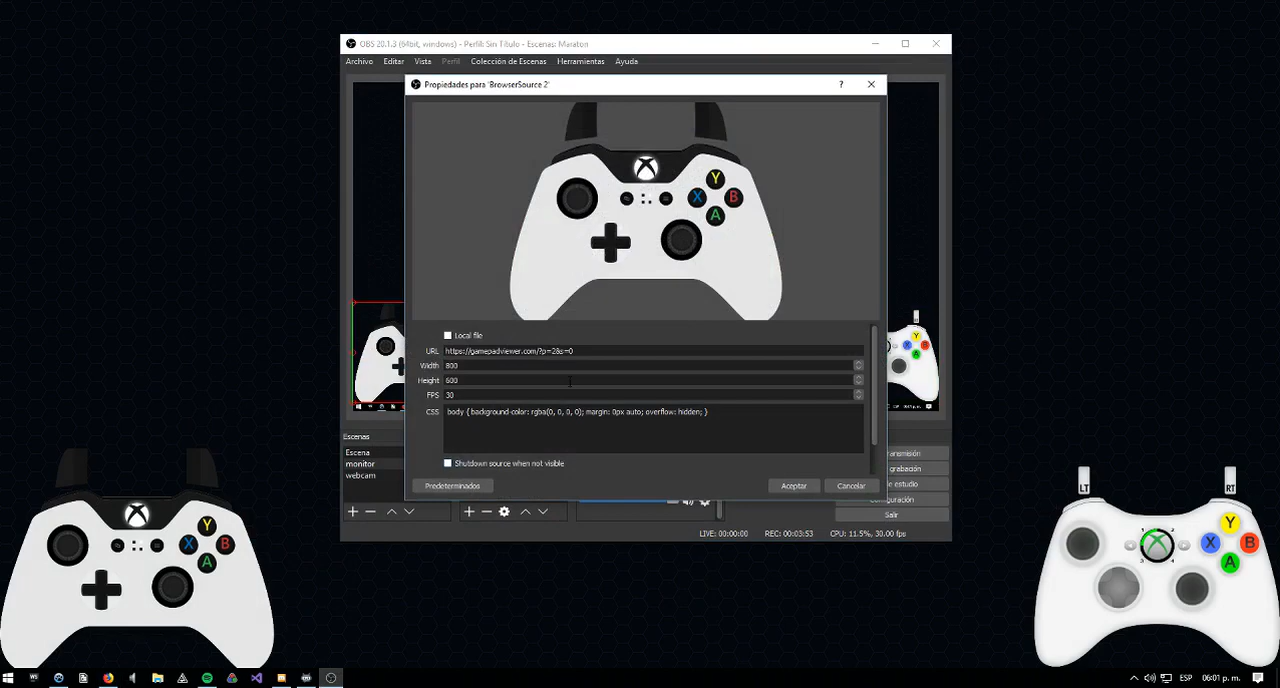 OBS 20.1.3 (64bit, windows) - Perfil: Sin Título - Escenas: Maraton
Archivo Editar Vista Perfil Colección de Escenas Herramientas Ayuda
Propiedades para 'BrowserSource 2'
?
Y
X B
A
Local file
URL https://gamepadviewer.com/?p=2&s=0
Width 800
Height 600
FPS 30
CSS body { background-color: rgba(0, 0, 0, 0); margin: 0px auto; overflow: hidden; }
Shutdown source when not visible
Predeterminados Aceptar Cancelar
Escenas
Escena
monitor
webcam
Salir
LIVE: 00:00:00 REC: 00:03:53 CPU: 11.5%, 30.00 fps
Y
X B
A
LT RT
1 2
3 4
Y
X B
A
ESP 06:01 p. m.